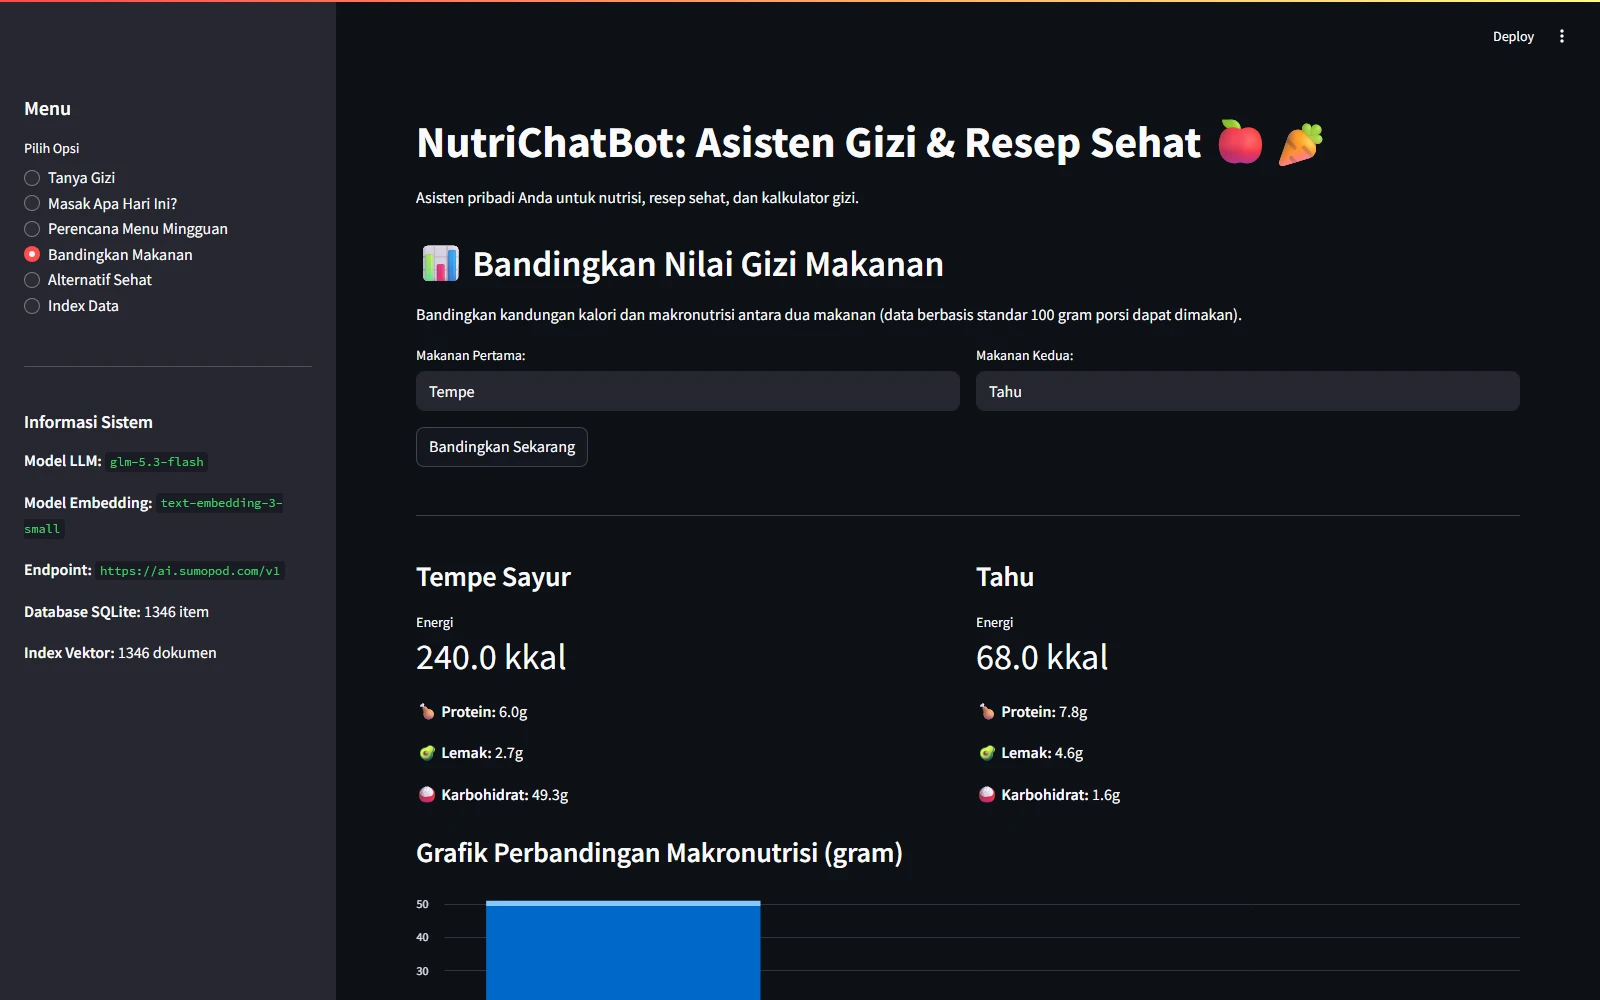 Deploy
Menu
Pilih Opsi
Tanya Gizi
Masak Apa Hari Ini?
Perencana Menu Mingguan
Bandingkan Makanan
Alternatif Sehat
Index Data
Informasi Sistem
Model LLM: glm-5.3-flash
Model Embedding: text-embedding-3-
small
Endpoint: https://ai.sumopod.com/v1
Database SQLite: 1346 item
Index Vektor: 1346 dokumen
NutriChatBot: Asisten Gizi & Resep Sehat
Asisten pribadi Anda untuk nutrisi, resep sehat, dan kalkulator gizi.
Bandingkan Nilai Gizi Makanan
Bandingkan kandungan kalori dan makronutrisi antara dua makanan (data berbasis standar 100 gram porsi dapat dimakan).
Makanan Pertama:
Tempe
Makanan Kedua:
Tahu
Bandingkan Sekarang
Tempe Sayur
Energi
240.0 kkal
Protein: 6.0g
Lemak: 2.7g
Karbohidrat: 49.3g
Tahu
Energi
68.0 kkal
Protein: 7.8g
Lemak: 4.6g
Karbohidrat: 1.6g
Grafik Perbandingan Makronutrisi (gram)
50
40
30